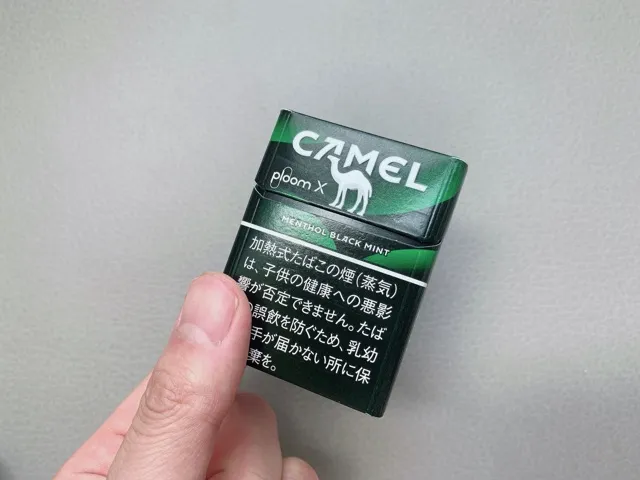 CAMEL
ploom X
MENTHOL BLACK MINT
加熱式たばこの煙(蒸気)
は、子供の健康への悪影
響が否定できません。たば
の誤飲を防ぐため、乳幼
手が届かない所に保
棄を。